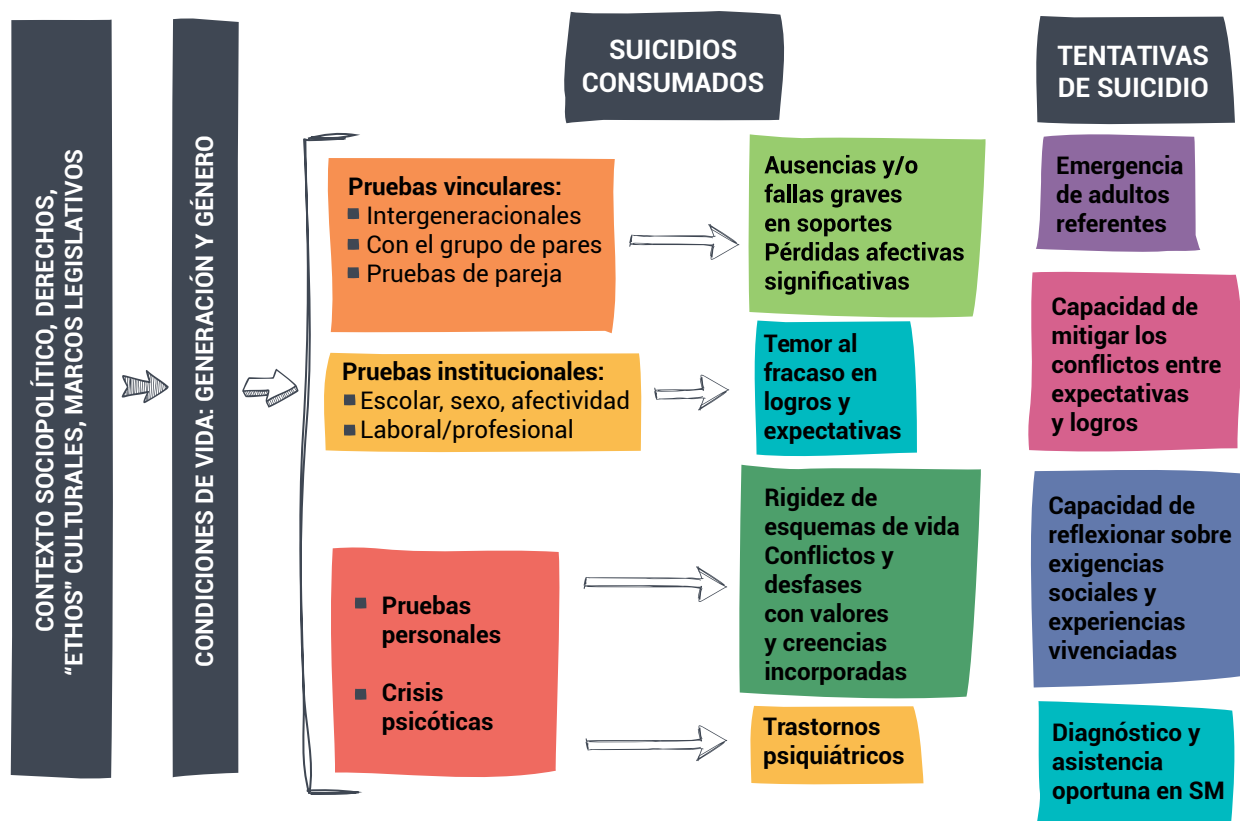 CONTEXTO SOCIOPOLÍTICO, DERECHOS,
"ETHOS" CULTURALES, MARCOS LEGISLATIVOS
CONDICIONES DE VIDA: GENERACIÓN Y GÉNERO
SUICIDIOS
CONSUMADOS
TENTATIVAS
DE SUICIDIO
Pruebas vinculares:
Intergeneracionales
Con el grupo de pares
Pruebas de pareja
Ausencias y/o
fallas graves
en soportes
Pérdidas afectivas
significativas
Emergencia
de adultos
referentes
Pruebas institucionales:
Escolar, sexo, afectividad
Laboral/profesional
Temor al
fracaso en
logros y
expectativas
Capacidad de
mitigar los
conflictos entre
expectativas
y logros
Pruebas
personales
Crisis
psicóticas
Rigidez de
esquemas de vida
Conflictos y
desfases
con valores
y creencias
incorporadas
Capacidad de
reflexionar sobre
exigencias
sociales y
experiencias
vivenciadas
Trastornos
psiquiátricos
Diagnóstico y
asistencia
oportuna en SM